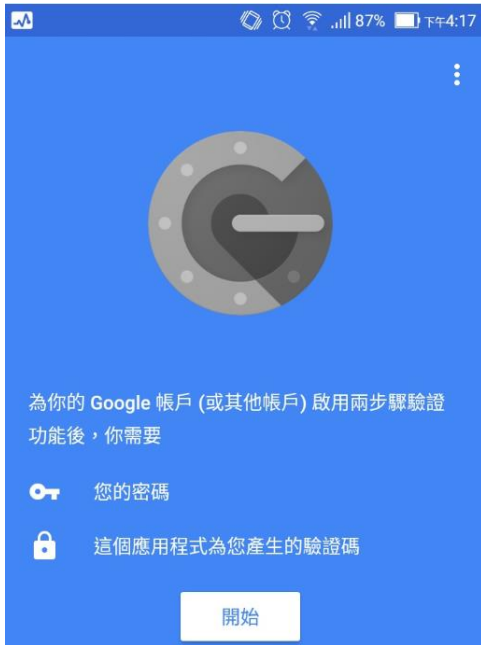 87% 下午4:17
為你的 Google 帳戶 (或其他帳戶) 啟用兩步驟驗證
功能後，你需要
您的密碼
這個應用程式為您產生的驗證碼
開始